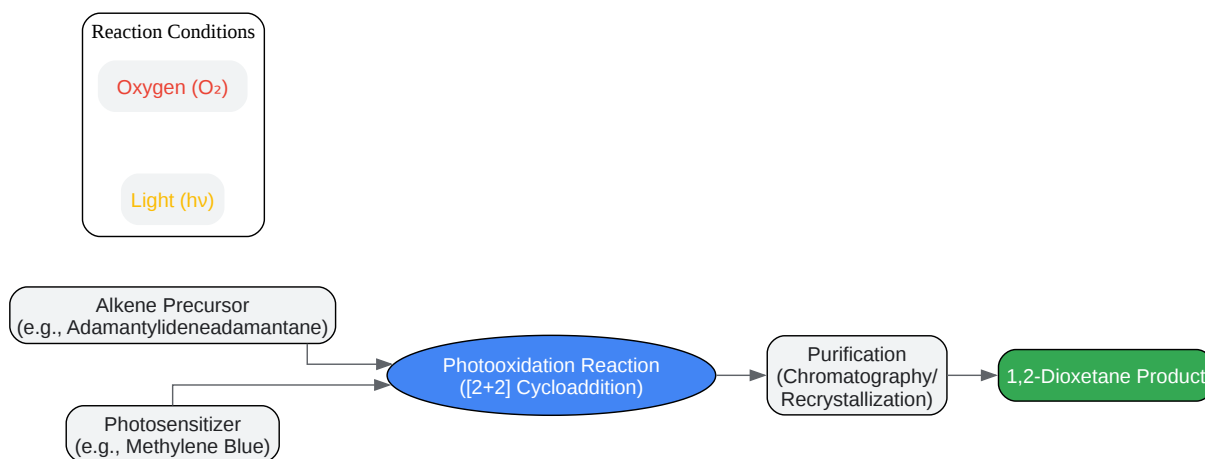 Reaction Conditions
Oxygen (O₂)
Light (hν)
Alkene Precursor
(e.g., Adamantylideneadamantane)
Photosensitizer
(e.g., Methylene Blue)
Photooxidation Reaction
([2+2] Cycloaddition)
Purification
(Chromatography/
Recrystallization)
1,2-Dioxetane Product